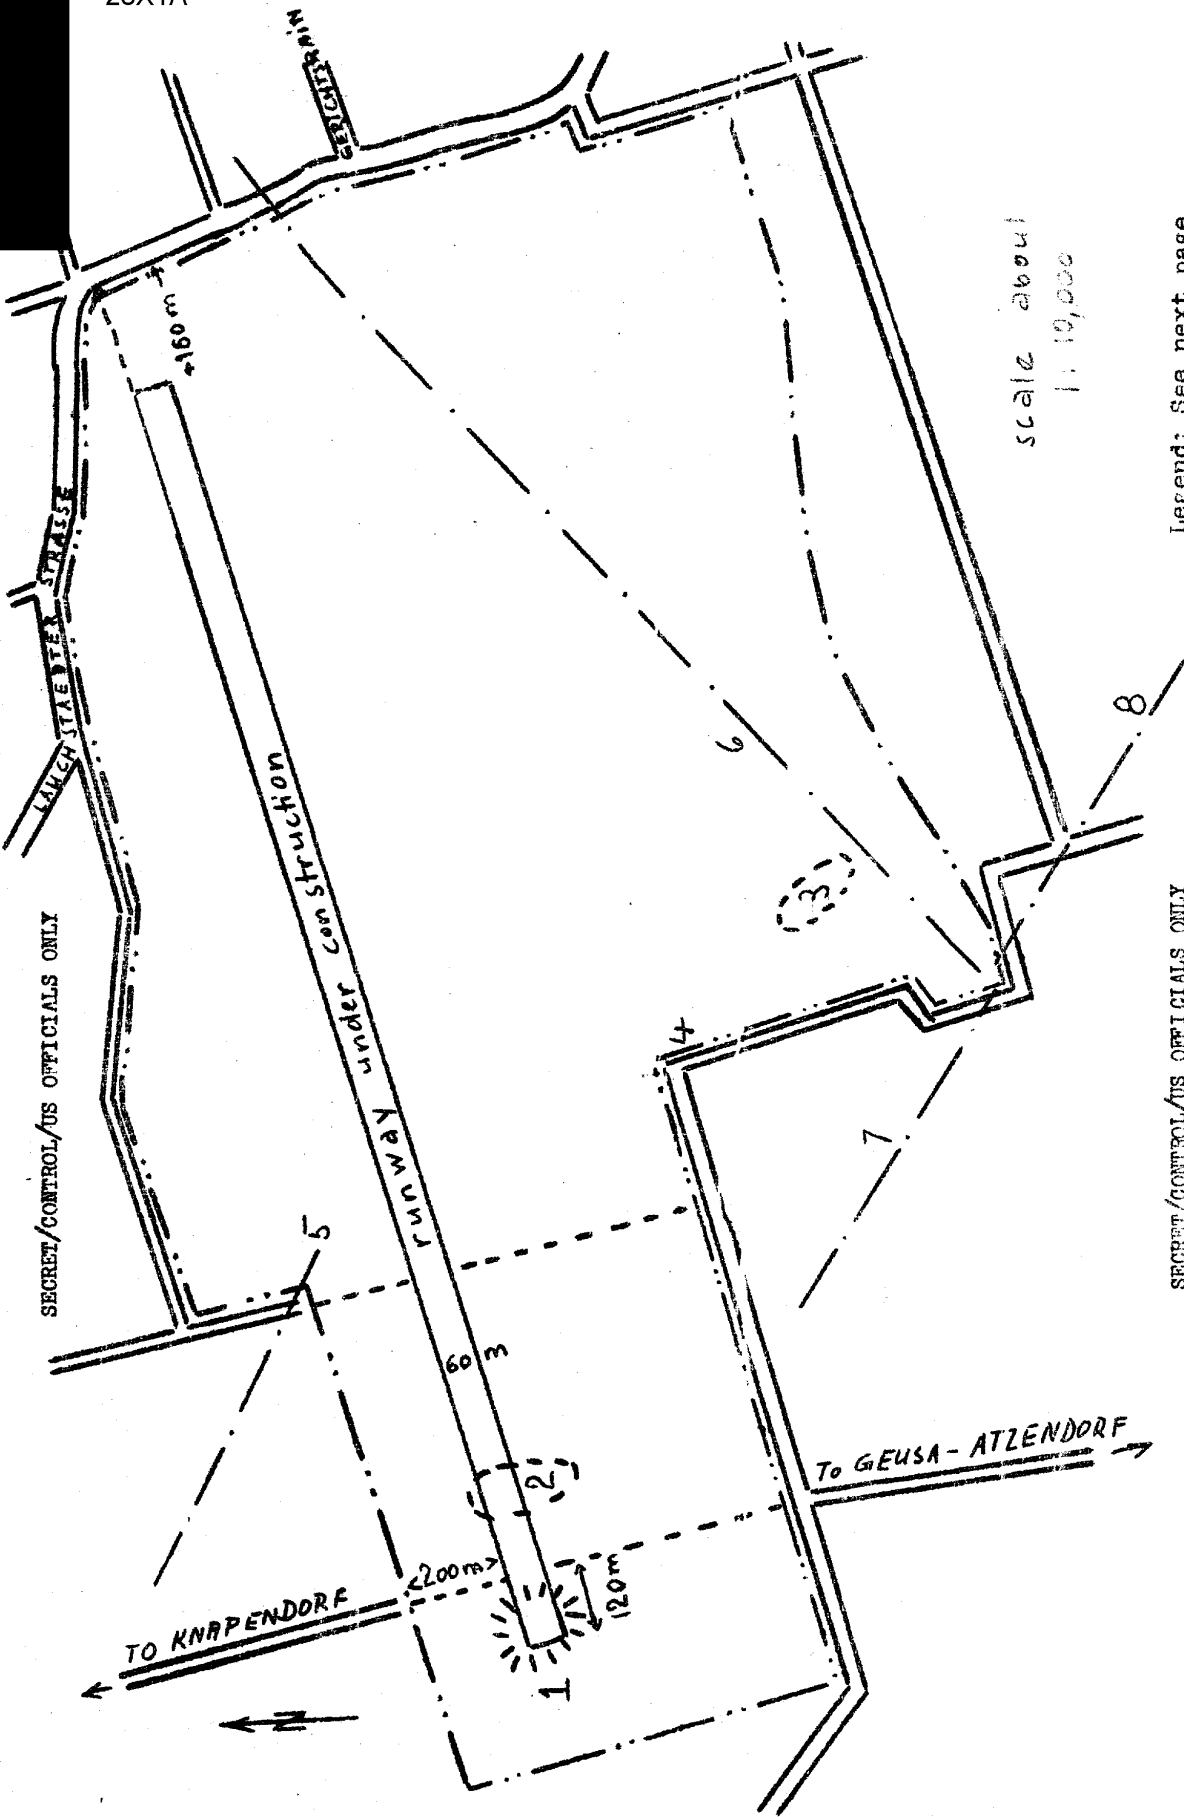 25X1A
SECRET/CONTROL/US OFFICIALS ONLY
LAUCHSTAEDTER STRASSE
GERICHTSRAIN
160 m
runway under construction
60 m
TO KNAPENDORF
N
<200m>
120m
1
2
3
4
5
6
7
8
To GEUSA-ATZENDORF
scale about
1:10,000
Legend: See next page
SECRET/CONTROL/US OFFICIALS ONLY